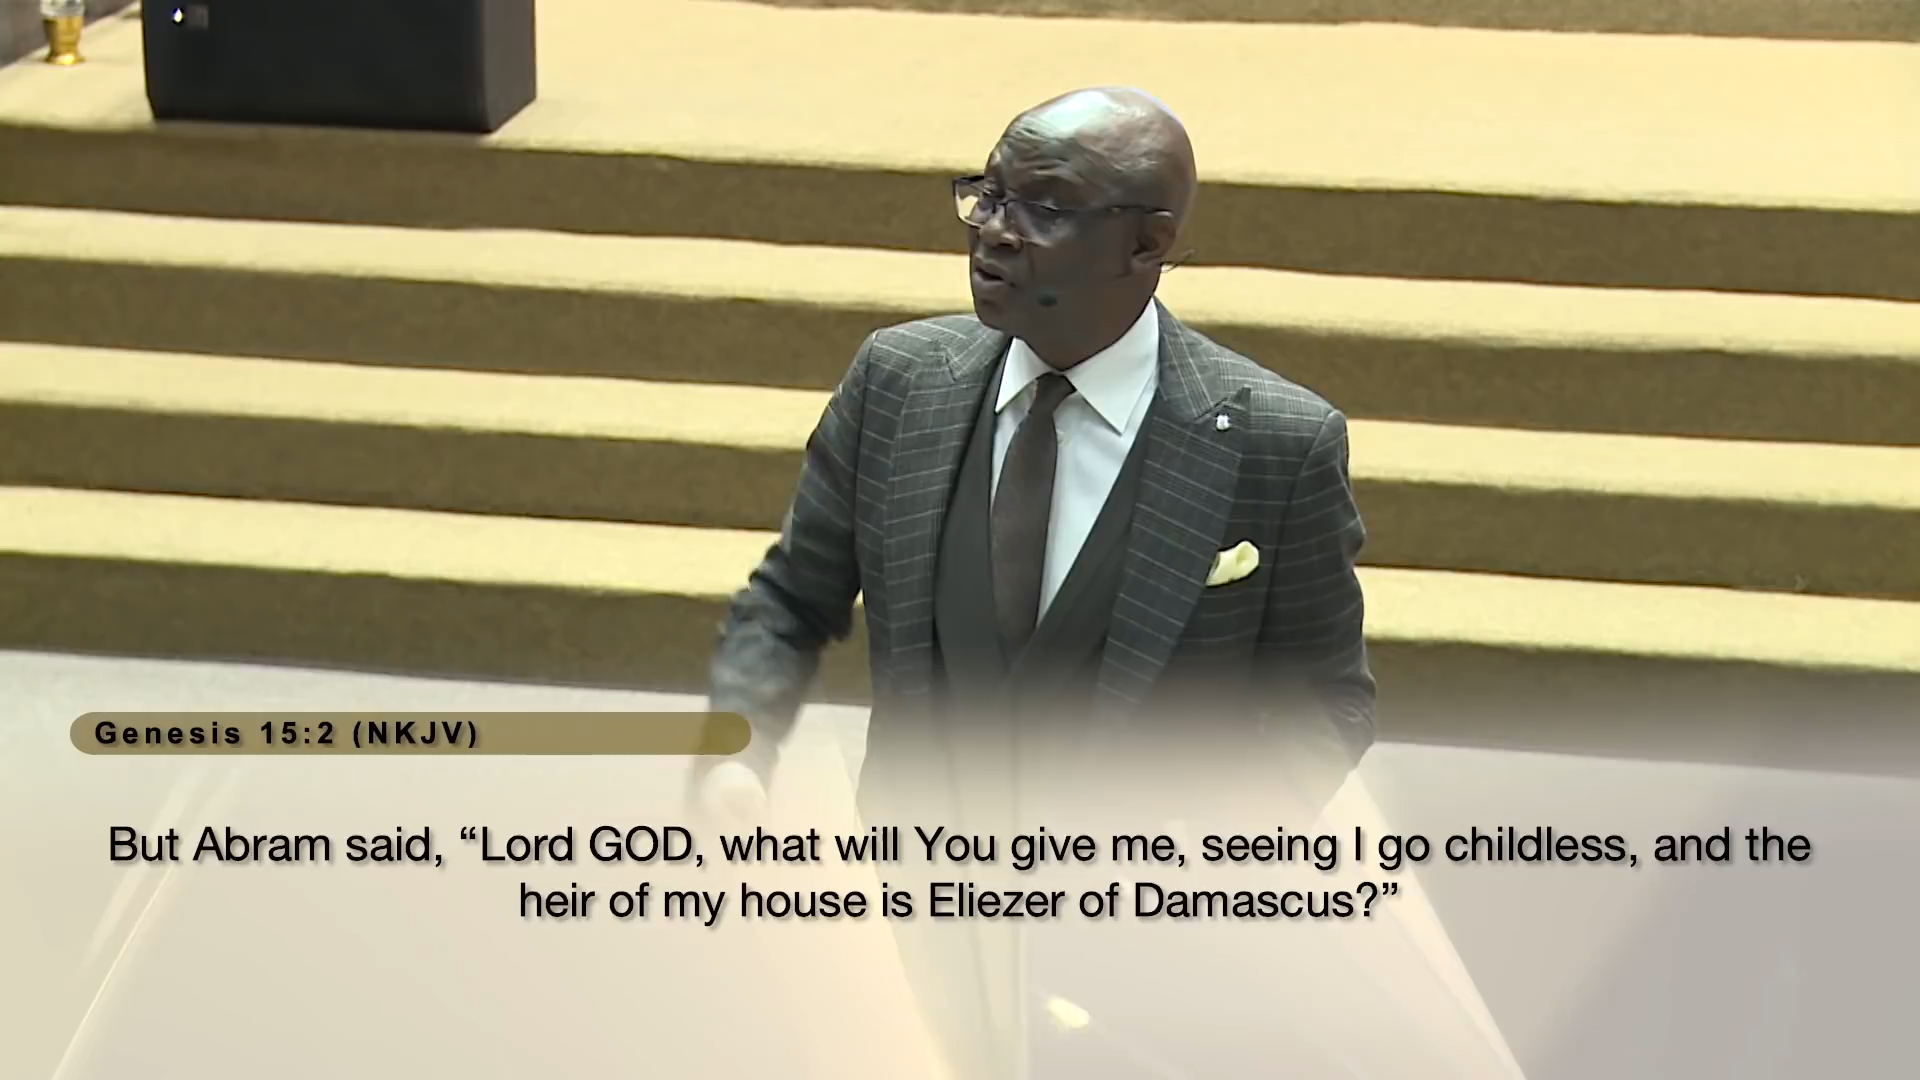 Genesis 15:2 (NKJV)
But Abram said, “Lord GOD, what will You give me, seeing I go childless, and the
heir of my house is Eliezer of Damascus?”